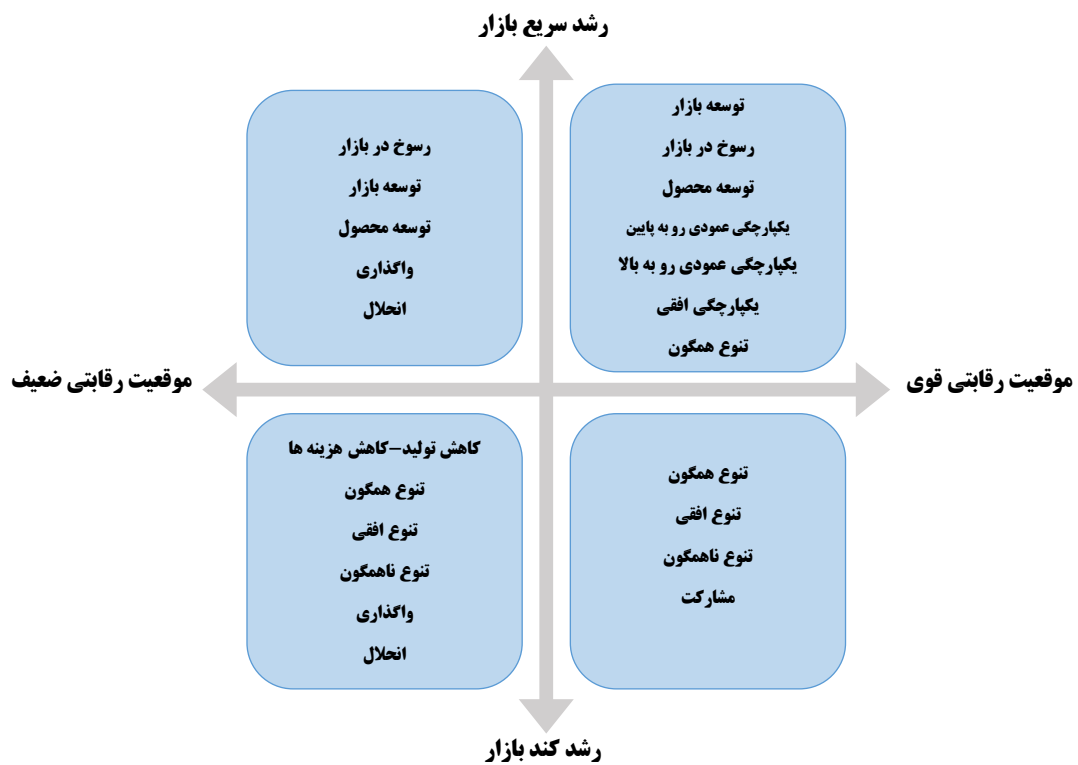 رشد سریع بازار
توسعه بازار
رسوخ در بازار
توسعه محصول
یکپارچگی عمودی رو به پایین
یکپارچگی عمودی رو به بالا
یکپارچگی افقی
تنوع همگون
رسوخ در بازار
توسعه بازار
توسعه محصول
واگذاری
انحلال
موقعیت رقابتی قوی
موقعیت رقابتی ضعیف
تنوع همگون
تنوع افقی
تنوع ناهمگون
مشارکت
کاهش تولید–کاهش هزینه ها
تنوع همگون
تنوع افقی
تنوع ناهمگون
واگذاری
انحلال
رشد کند بازار